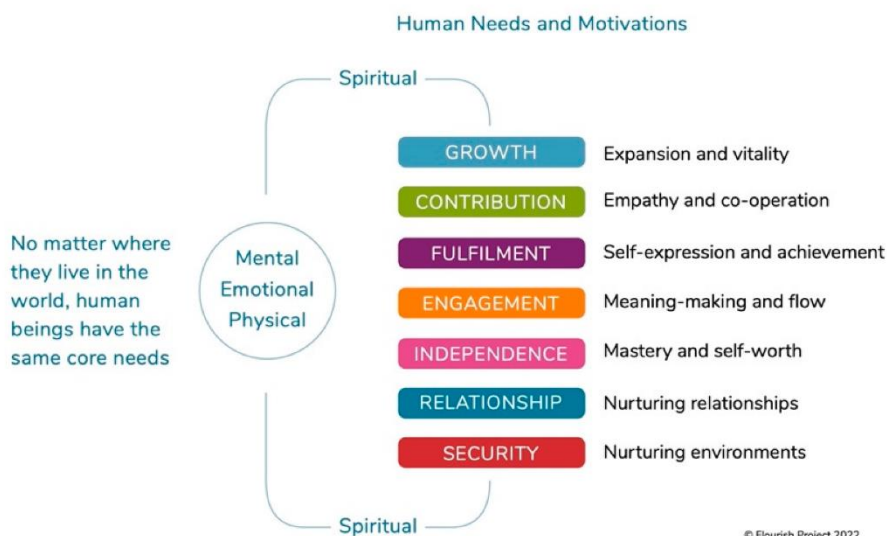 Human Needs and Motivations
Spiritual
No matter where
they live in the
world, human
beings have the
same core needs
Mental
Emotional
Physical
GROWTH Expansion and vitality
CONTRIBUTION Empathy and co-operation
FULFILMENT Self-expression and achievement
ENGAGEMENT Meaning-making and flow
INDEPENDENCE Mastery and self-worth
RELATIONSHIP Nurturing relationships
SECURITY Nurturing environments
Spiritual
© Flourish Project 2022